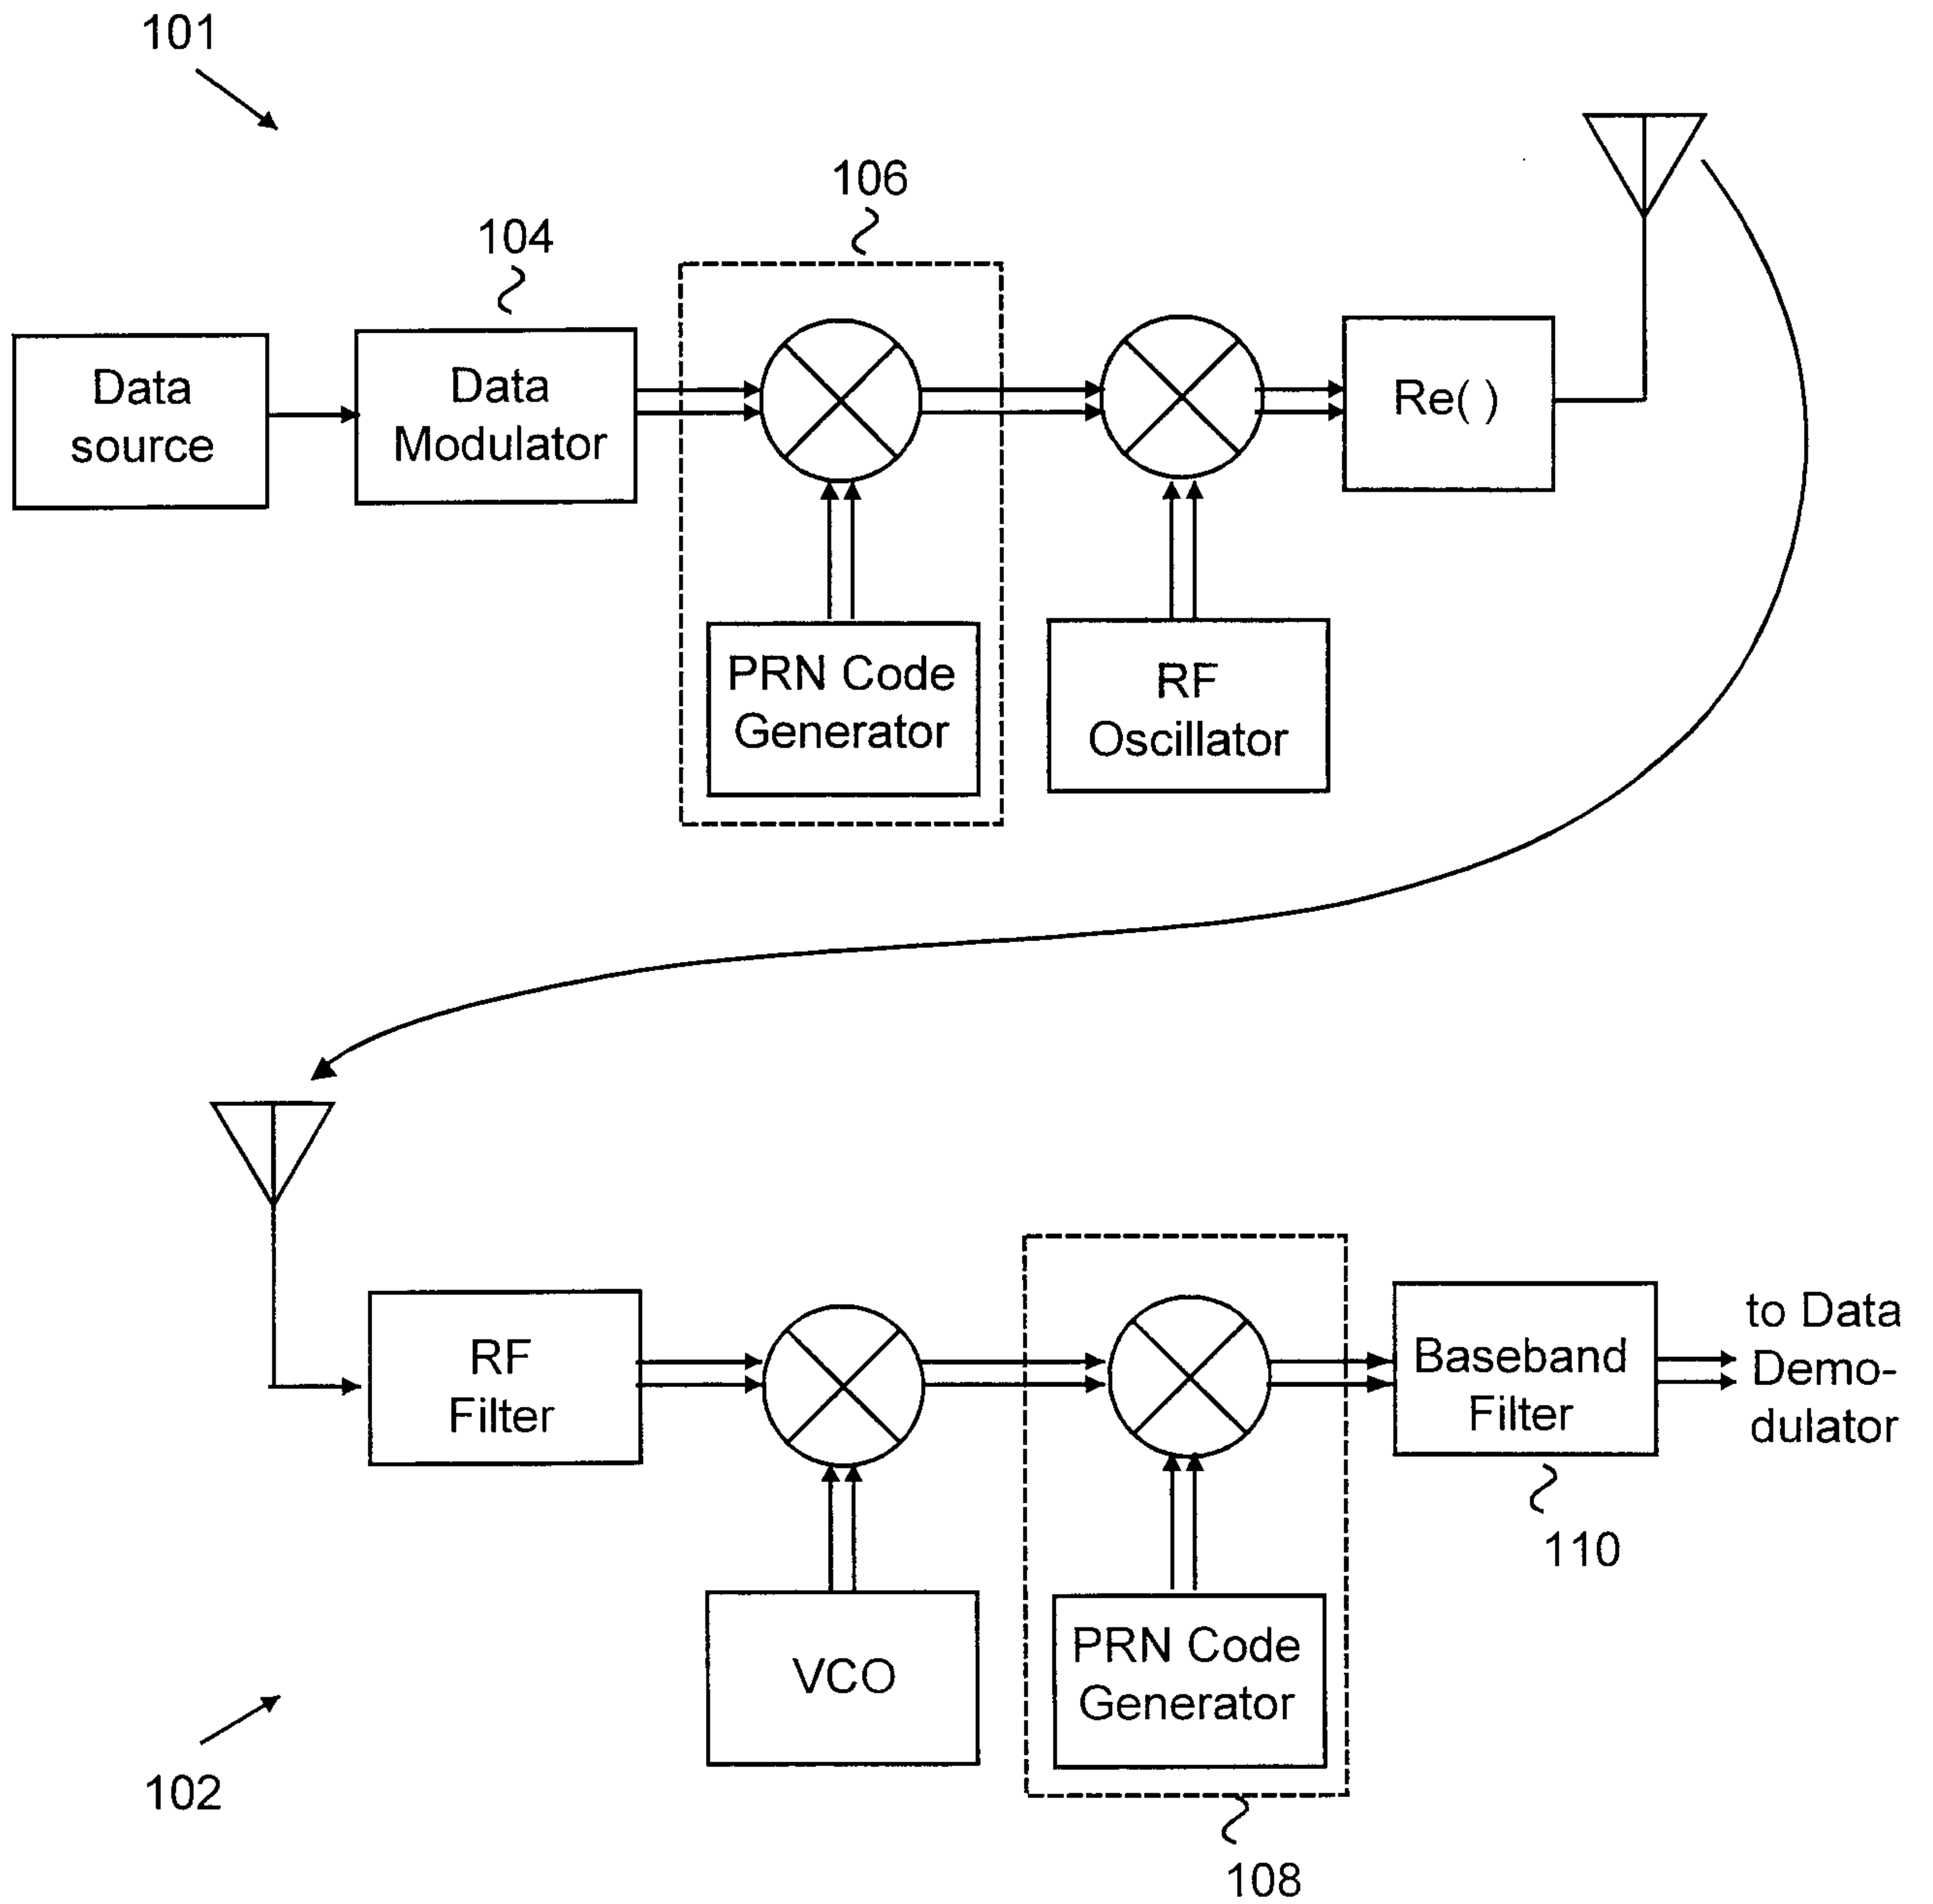 101
106
104
Data
source
Data
Modulator
Re( )
PRN Code
Generator
RF
Oscillator
RF
Filter
Baseband
Filter
to Data
Demo-
dulator
110
VCO
PRN Code
Generator
102
108